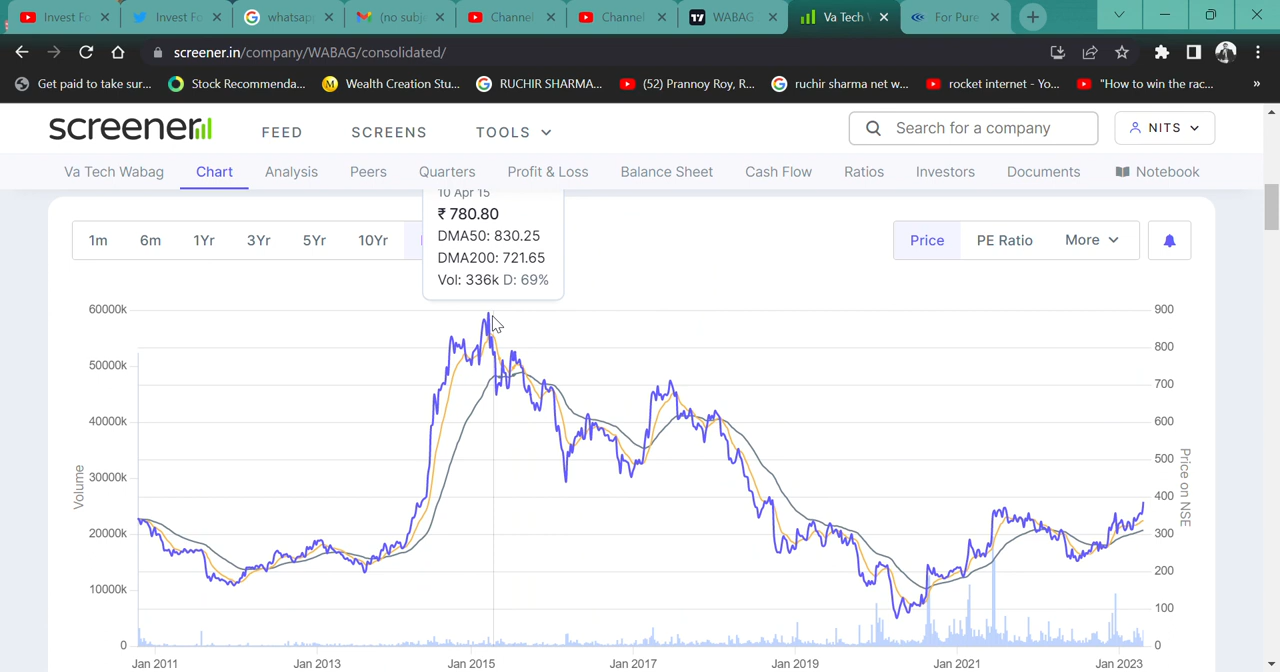 Invest Fo
Invest Fo
whatsap
(no subj
Channel
Channel
WABAG
Va Tech
For Pure
screener.in/company/WABAG/consolidated/
Get paid to take sur...
Stock Recommenda...
Wealth Creation Stu...
RUCHIR SHARMA...
(52) Prannoy Roy, R...
ruchir sharma net w...
rocket internet - Yo...
"How to win the rac...
»
screener
FEED
SCREENS
TOOLS
Search for a company
NITS
Va Tech Wabag
Chart
Analysis
Peers
Quarters
Profit & Loss
Balance Sheet
Cash Flow
Ratios
Investors
Documents
Notebook
10 Apr 15
₹ 780.80
DMA50: 830.25
DMA200: 721.65
Vol: 336k D: 69%
1m
6m
1Yr
3Yr
5Yr
10Yr
Price
PE Ratio
More
60000k
50000k
40000k
30000k
20000k
10000k
0
Volume
900
800
700
600
500
400
300
200
100
0
Price on NSE
Jan 2011
Jan 2013
Jan 2015
Jan 2017
Jan 2019
Jan 2021
Jan 2023